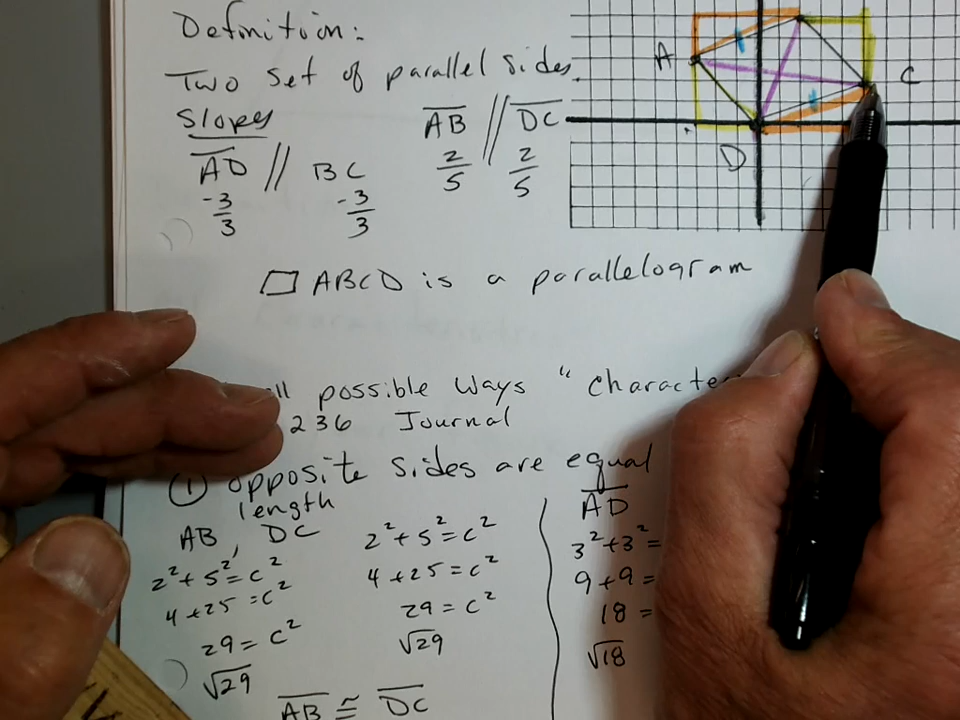 Definition:
Two set of parallel sides.
Slopes
AD // BC
-3/3 -3/3
AB // DC
2/5 2/5
A
C
D
▱ ABCD is a parallelogram
all possible ways "characte
236 Journal
① opposite sides are equal
length
AB, DC
2² + 5² = c²
4 + 25 = c²
29 = c²
√29
2² + 5² = c²
4 + 25 = c²
29 = c²
√29
AB ≅ DC
AD
3² + 3² =
9 + 9 =
18 =
√18